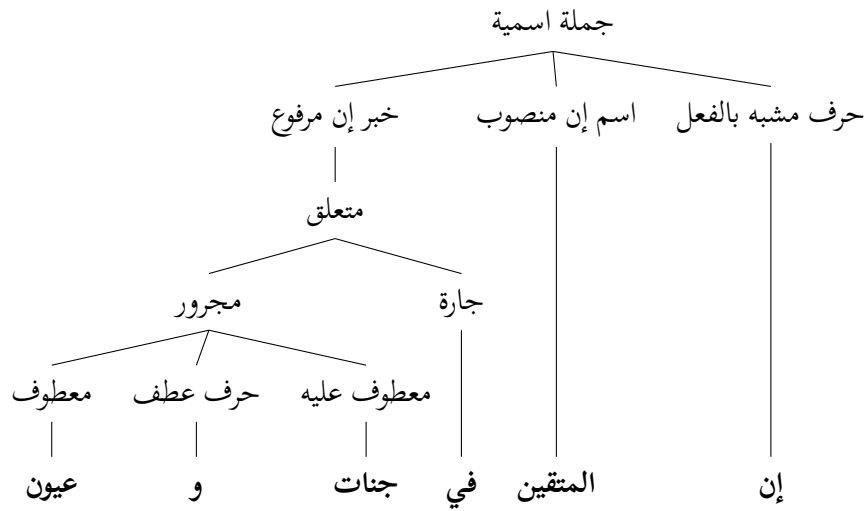 جملة اسمية
حرف مشبه بالفعل اسم إن منصوب خبر إن مرفوع
متعلق
جارة مجرور
معطوف عليه حرف عطف معطوف
إن المتقين في جنات و عيون